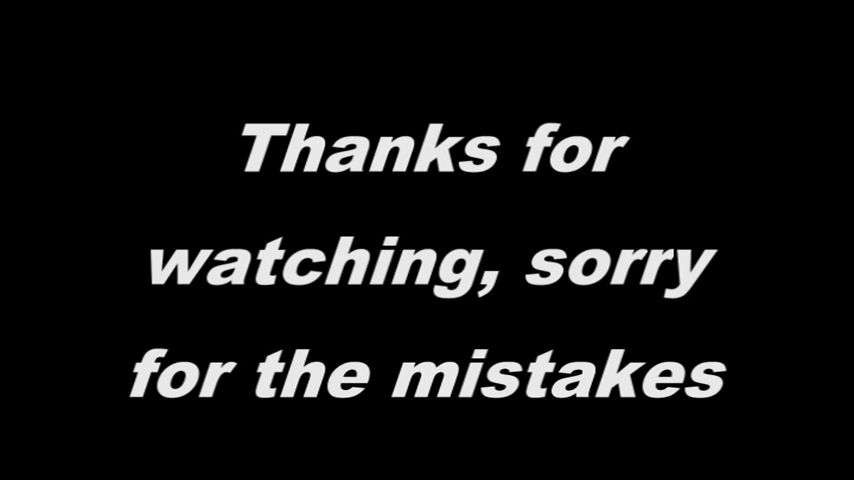 Thanks for
watching, sorry
for the mistakes